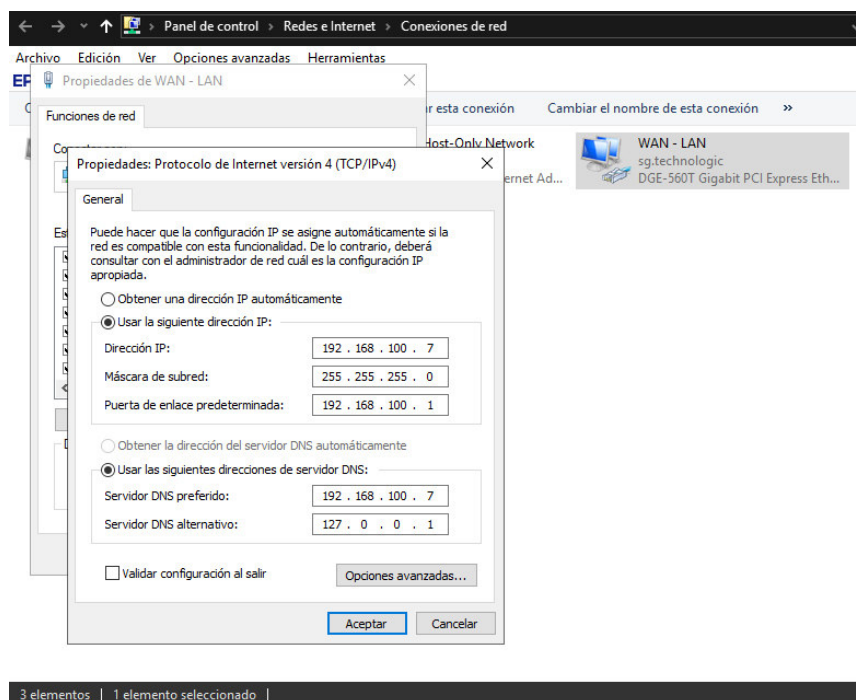 Panel de control > Redes e Internet > Conexiones de red
Archivo Edición Ver Opciones avanzadas Herramientas
Propiedades de WAN - LAN
esta conexión Cambiar el nombre de esta conexión »
Funciones de red
Host-Only Network
WAN - LAN
sg.technologic
DGE-560T Gigabit PCI Express Eth...
Ad...
Propiedades: Protocolo de Internet versión 4 (TCP/IPv4)
General
Puede hacer que la configuración IP se asigne automáticamente si la
red es compatible con esta funcionalidad. De lo contrario, deberá
consultar con el administrador de red cuál es la configuración IP
apropiada.
Obtener una dirección IP automáticamente
Usar la siguiente dirección IP:
Dirección IP: 192 . 168 . 100 . 7
Máscara de subred: 255 . 255 . 255 . 0
Puerta de enlace predeterminada: 192 . 168 . 100 . 1
Obtener la dirección del servidor DNS automáticamente
Usar las siguientes direcciones de servidor DNS:
Servidor DNS preferido: 192 . 168 . 100 . 7
Servidor DNS alternativo: 127 . 0 . 0 . 1
Validar configuración al salir
Opciones avanzadas...
Aceptar Cancelar
3 elementos | 1 elemento seleccionado |